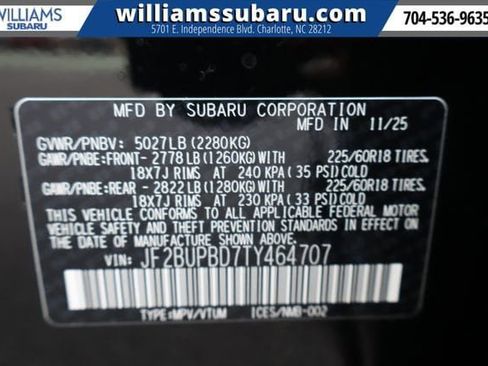 WILLIAMS
SUBARU
williamssubaru.com
5701 E. Independence Blvd. Charlotte, NC 28212
704-536-9635
MFD BY SUBARU CORPORATION
MFD IN 11/25
GVWR/PNBV: 5027LB (2280KG)
GAWR/PNBE:FRONT- 2778LB(1260KG)WITH 225/60R18 TIRES,
18X7J RIMS AT 240 KPA (35 PSI)COLD
GAWR/PNBE:REAR - 2822LB(1280KG)WITH 225/60R18 TIRES,
18X7J RIMS AT 230 KPA (33 PSI)COLD
THIS VEHICLE CONFORMS TO ALL APPLICABLE
FEDERAL MOTOR VEHICLE SAFETY AND
THEFT PREVENTION STANDARDS IN EFFECT ON
THE DATE OF MANUFACTURE SHOWN ABOVE.
VIN: JF2BUPBD7TY464707
TYPE:MPV/VTUM ICES/NMB-002